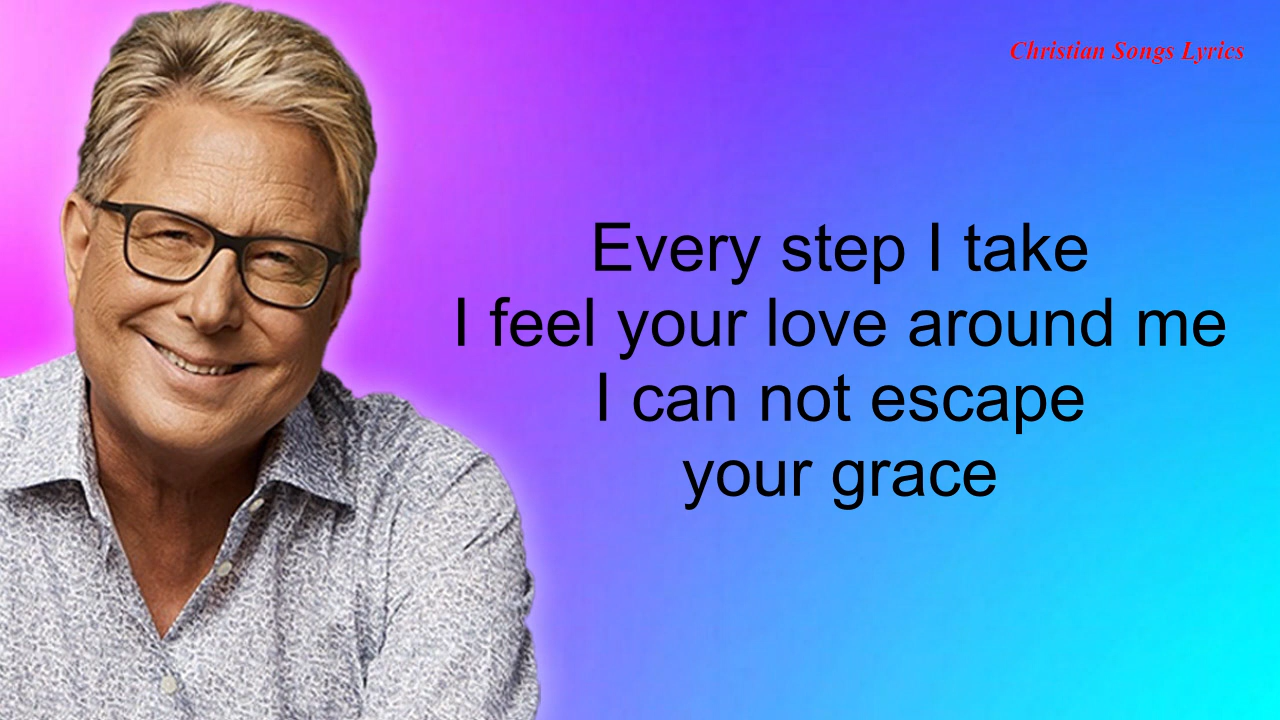 Christian Songs Lyrics
Every step I take
I feel your love around me
I can not escape
your grace